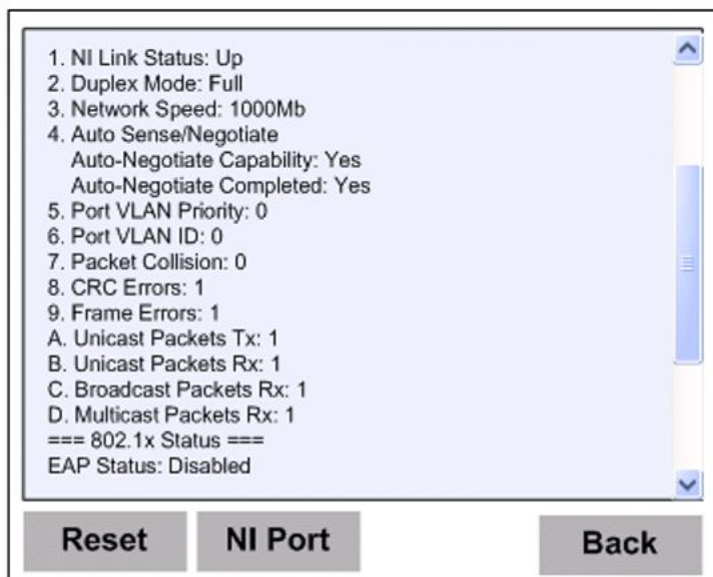 1. NI Link Status: Up
2. Duplex Mode: Full
3. Network Speed: 1000Mb
4. Auto Sense/Negotiate
Auto-Negotiate Capability: Yes
Auto-Negotiate Completed: Yes
5. Port VLAN Priority: 0
6. Port VLAN ID: 0
7. Packet Collision: 0
8. CRC Errors: 1
9. Frame Errors: 1
A. Unicast Packets Tx: 1
B. Unicast Packets Rx: 1
C. Broadcast Packets Rx: 1
D. Multicast Packets Rx: 1
=== 802.1x Status ===
EAP Status: Disabled
Reset NI Port Back